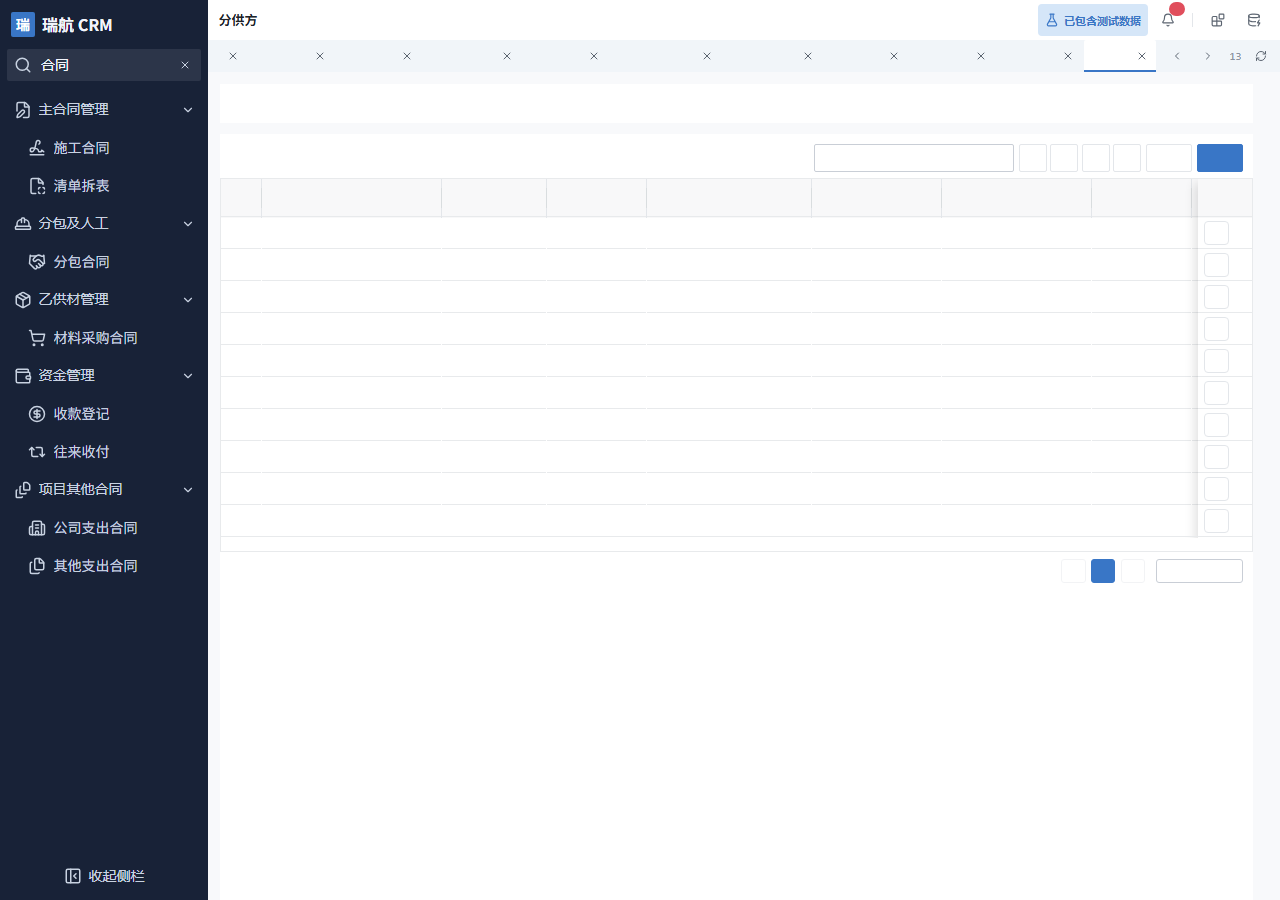 瑞 瑞航 CRM
分供方
已包含测试数据
合同
13
主合同管理
施工合同
清单拆表
分包及人工
分包合同
乙供材管理
材料采购合同
资金管理
收款登记
往来收付
项目其他合同
公司支出合同
其他支出合同
收起侧栏